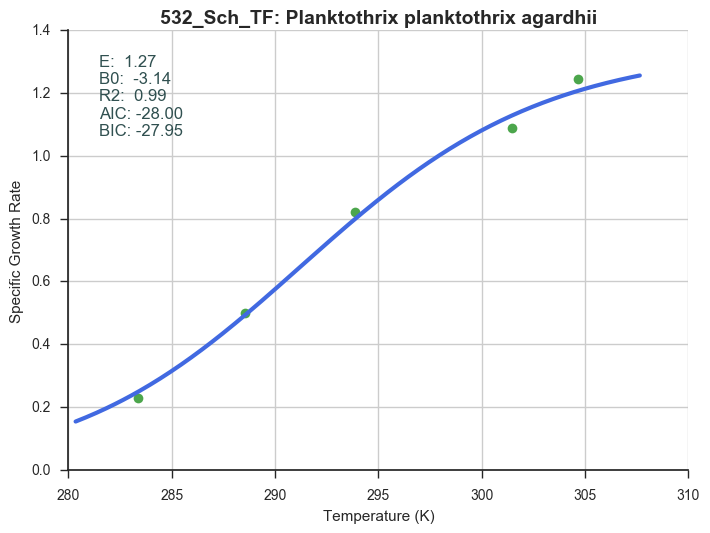 532_Sch_TF: Planktothrix planktothrix agardhii
E: 1.27
B0: -3.14
R2: 0.99
AIC: -28.00
BIC: -27.95
Specific Growth Rate
1.4
1.2
1.0
0.8
0.6
0.4
0.2
0.0
280 285 290 295 300 305 310
Temperature (K)